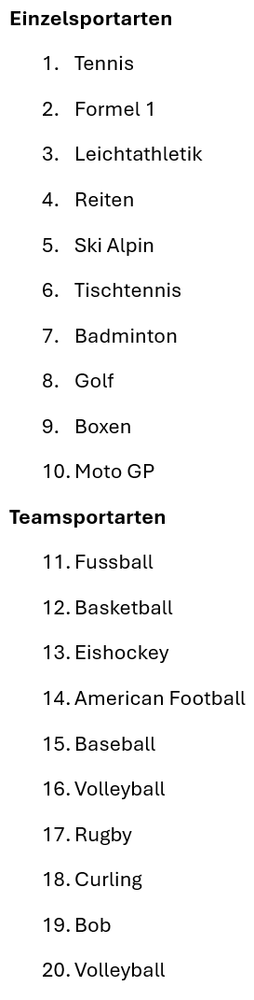 Einzelsportarten
1. Tennis
2. Formel 1
3. Leichtathletik
4. Reiten
5. Ski Alpin
6. Tischtennis
7. Badminton
8. Golf
9. Boxen
10. Moto GP
Teamsportarten
11. Fussball
12. Basketball
13. Eishockey
14. American Football
15. Baseball
16. Volleyball
17. Rugby
18. Curling
19. Bob
20. Volleyball